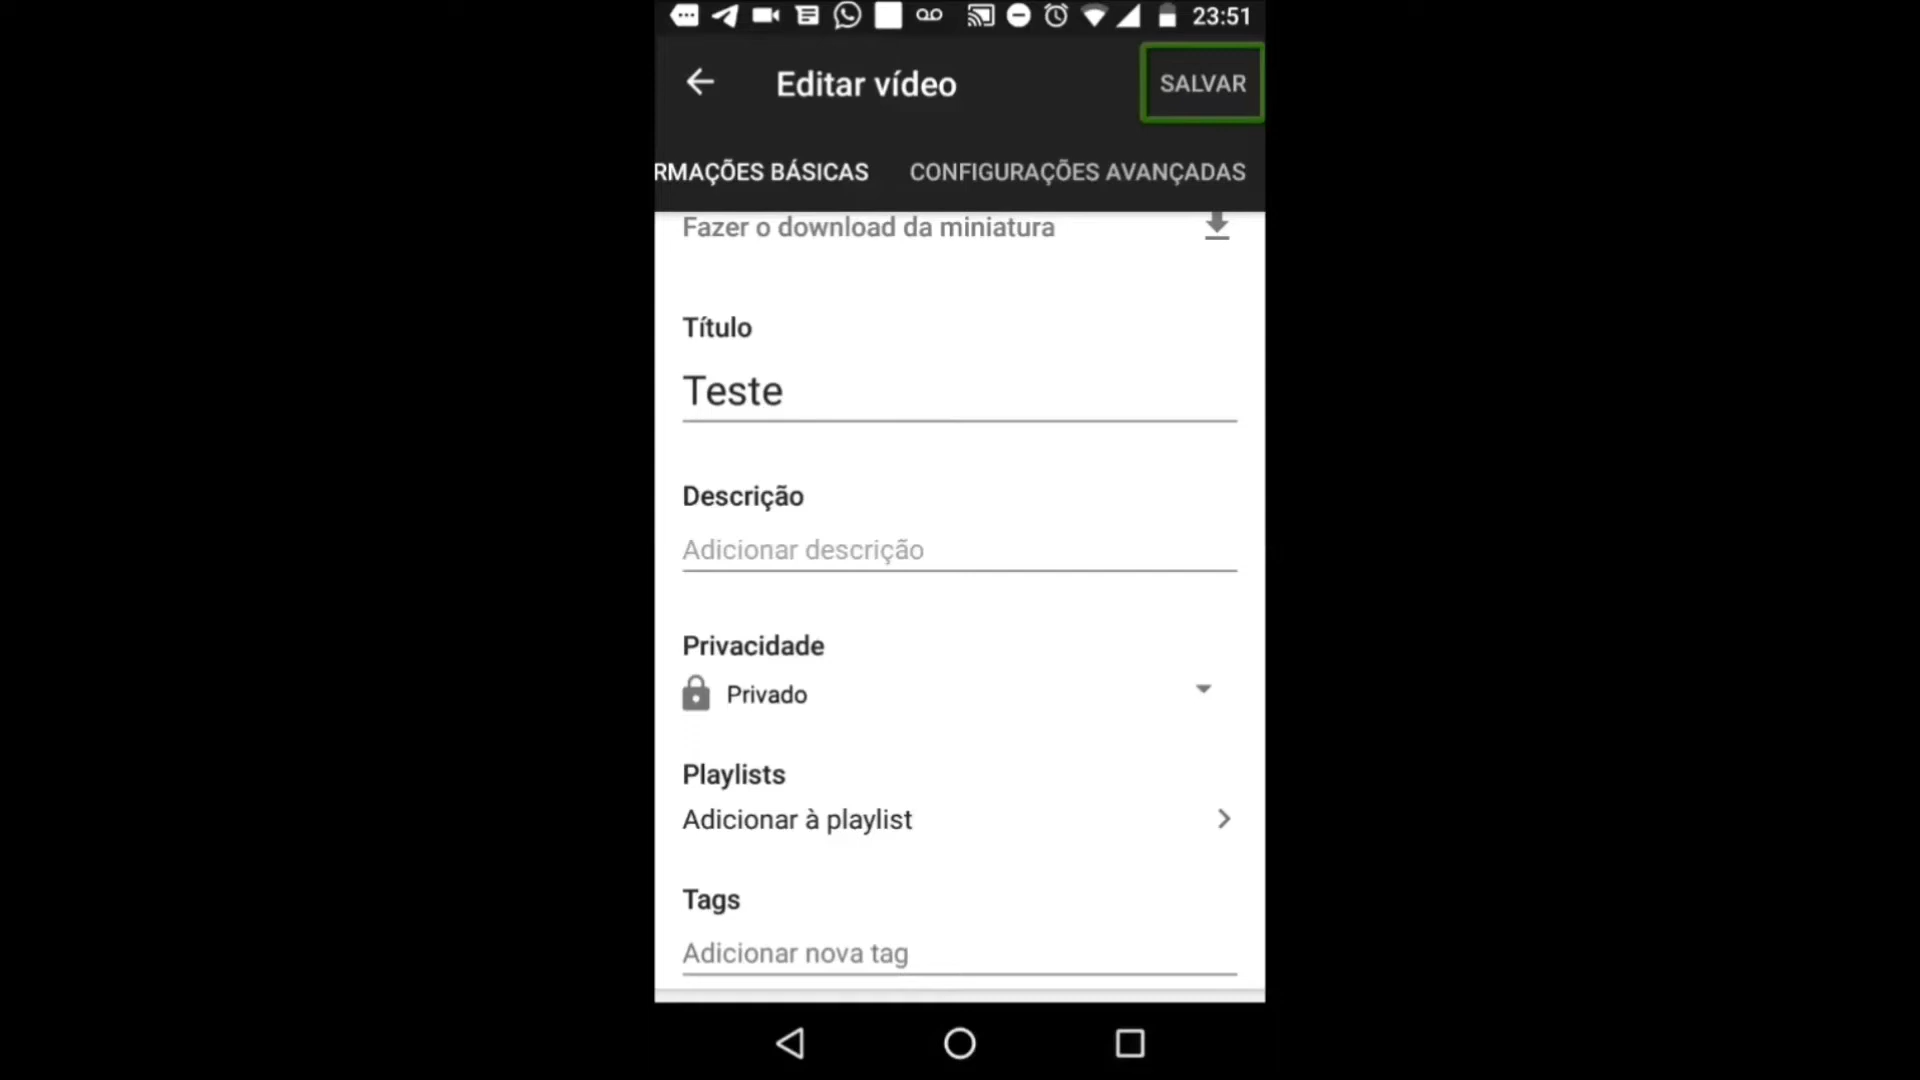 23:51
Editar vídeo
SALVAR
RMAÇÕES BÁSICAS
CONFIGURAÇÕES AVANÇADAS
Fazer o download da miniatura
Título
Teste
Descrição
Adicionar descrição
Privacidade
Privado
Playlists
Adicionar à playlist
Tags
Adicionar nova tag